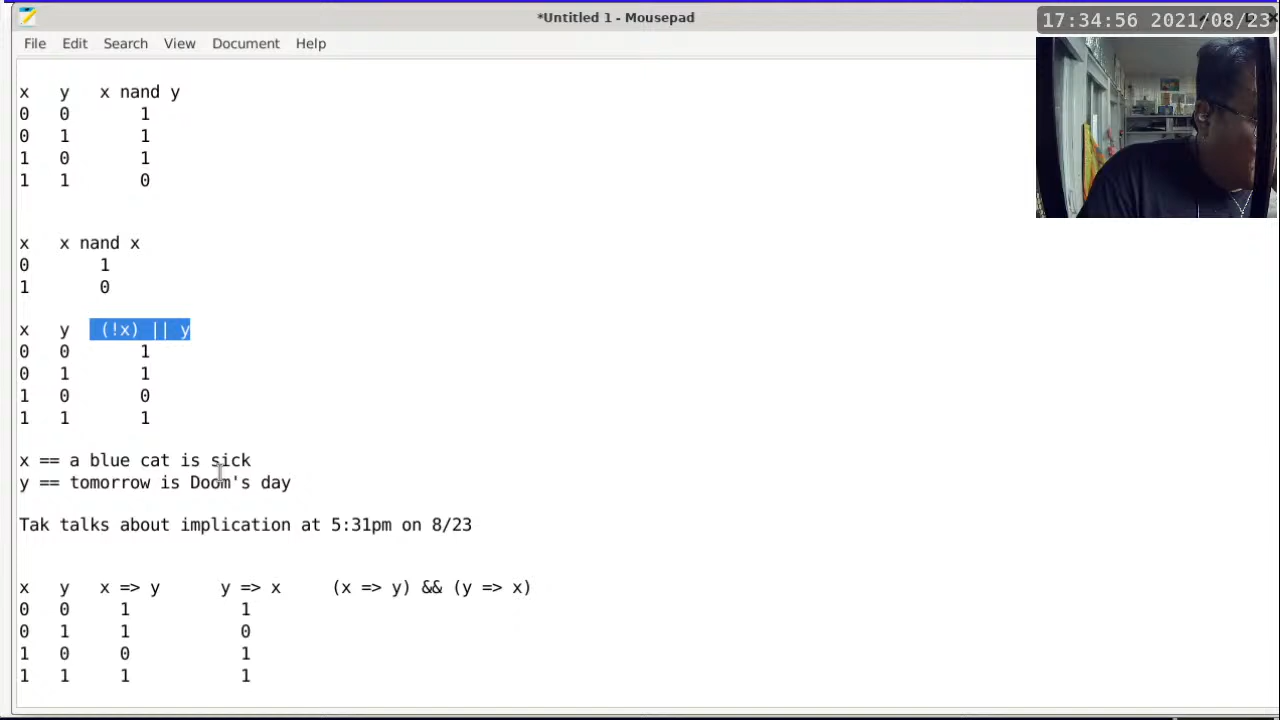 *Untitled 1 - Mousepad
17:34:56 2021/08/23
File Edit Search View Document Help
x y x nand y
0 0 1
0 1 1
1 0 1
1 1 0
x x nand x
0 1
1 0
x y (!x) || y
0 0 1
0 1 1
1 0 0
1 1 1
x == a blue cat is sick
y == tomorrow is Doom's day
Tak talks about implication at 5:31pm on 8/23
x y x => y y => x (x => y) && (y => x)
0 0 1 1
0 1 1 0
1 0 0 1
1 1 1 1